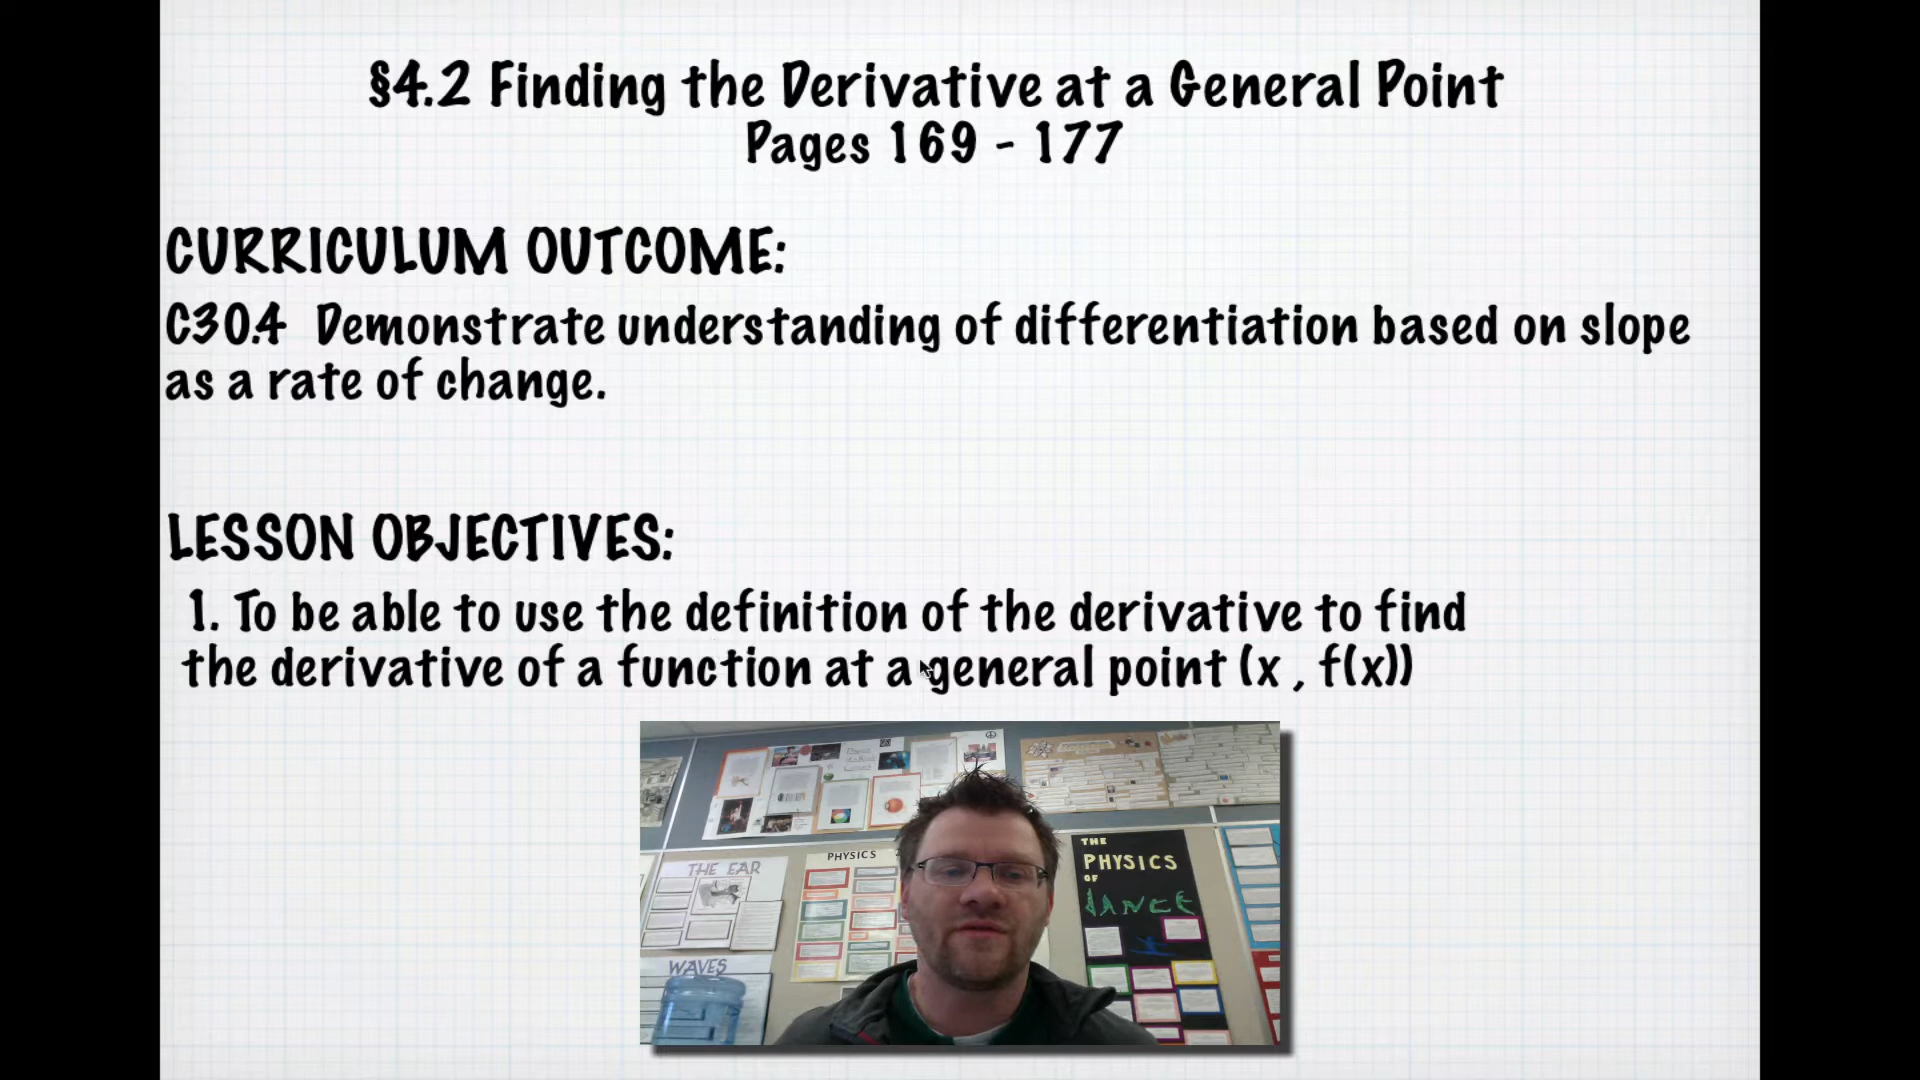 §4.2 Finding the Derivative at a General Point
Pages 169 - 177
CURRICULUM OUTCOME:
C30.4 Demonstrate understanding of differentiation based on slope
as a rate of change.
LESSON OBJECTIVES:
1. To be able to use the definition of the derivative to find
the derivative of a function at a general point (x , f(x))
THE EAR
PHYSICS
THE
PHYSICS
OF
DANCE
WAVES